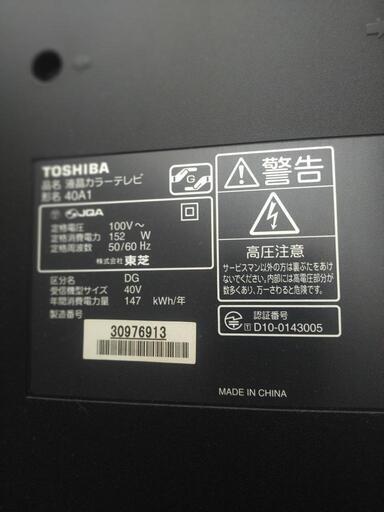 TOSHIBA
品名 液晶カラーテレビ
形名 40A1
G
JQA
定格電圧 100V～
定格消費電力 152 W
定格周波数 50/60 Hz
株式会社 東芝
区分名 DG
受信機型サイズ 40V
年間消費電力量 147 kWh/年
製造番号
30976913
警告
高圧注意
サービスマン以外の方は裏ぶたをあけ
ないでください。内部には高電圧部分が
数多くあり、万一さわると危険です。
認証番号
T D10-0143005
MADE IN CHINA